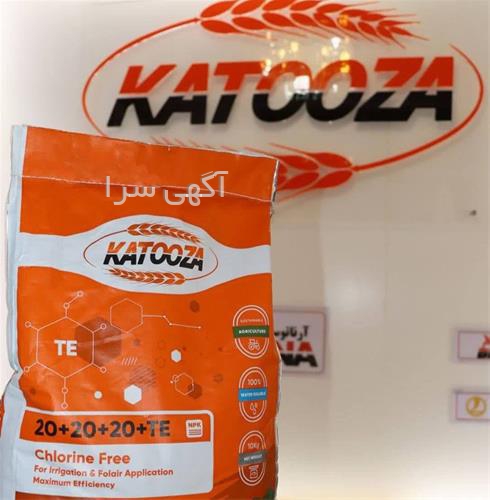 KATOOZA
آگهی سرا
KATOOZA
TE
SUSTAINABLE
AGRICULTURE
100%
WATER SOLUBLE
20+20+20+TE
NPK
Chlorine Free
For Irrigation & Folair Application
Maximum Efficiency
10KG
NET WEIGHT